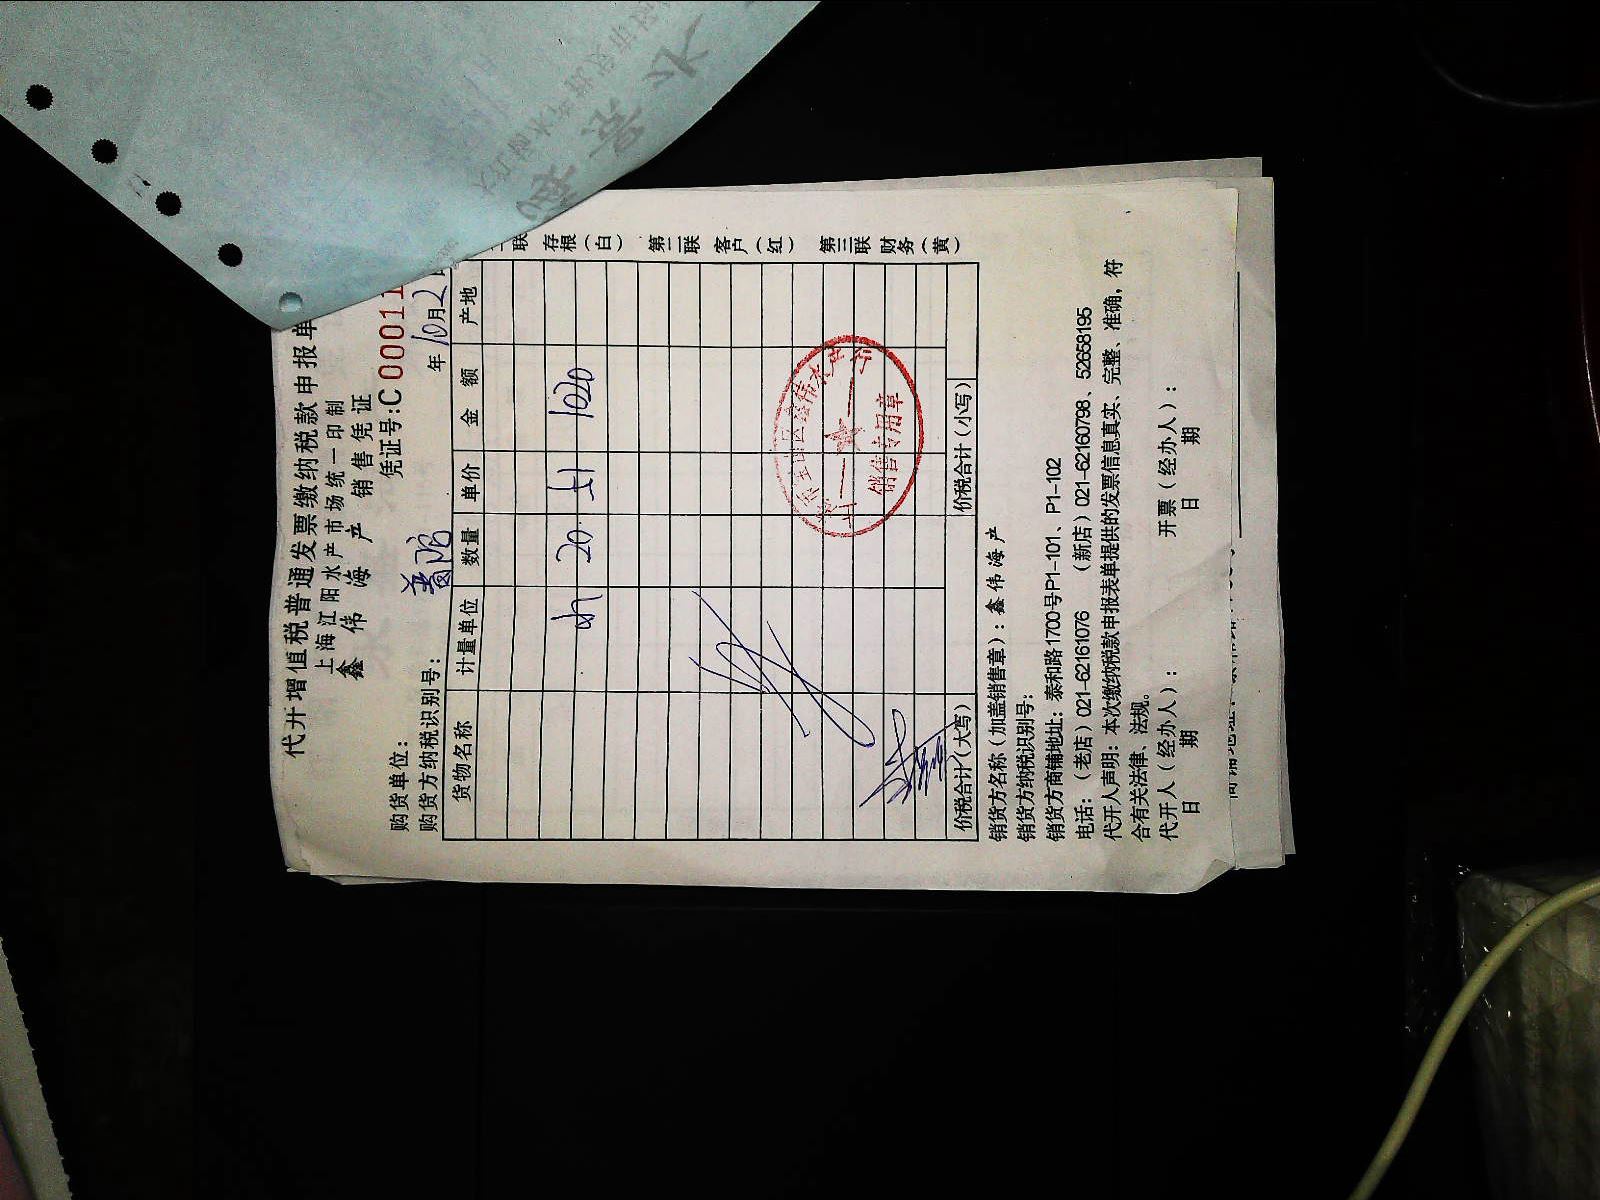 代开增值税普通发票缴纳税款申报单
上海江阳水产市场统一印制
鑫伟海产销售凭证
凭证号:C00011
购货单位:
购货方纳税识别号: 年10月2
货物名称 计量单位 数量 单价 金额 产地
20 51 1020
价税合计(大写) 价税合计(小写)
联 存根(白) 第二联 客户(红) 第三联 财务(黄)
销售专用章
销货方名称(加盖销售章):鑫伟海产
销货方纳税识别号:
销货方商铺地址:泰和路1700号P1-101、P1-102
电话:(老店)021-62161076 (新店)021-62160798、52658195
代开人声明:本次缴纳税款申报表单提供的发票信息真实、完整、准确,符
合有关法律、法规。
代开人(经办人): 开票(经办人):
日 期 日 期